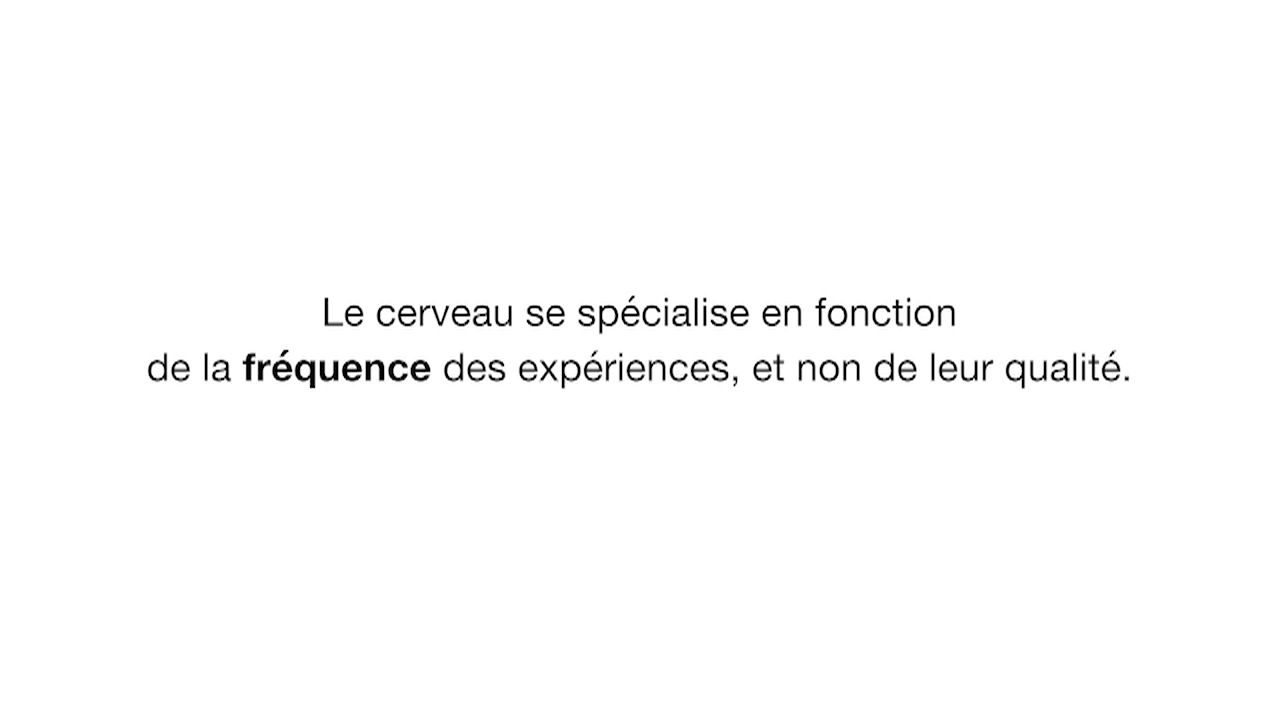 Le cerveau se spécialise en fonction
de la fréquence des expériences, et non de leur qualité.